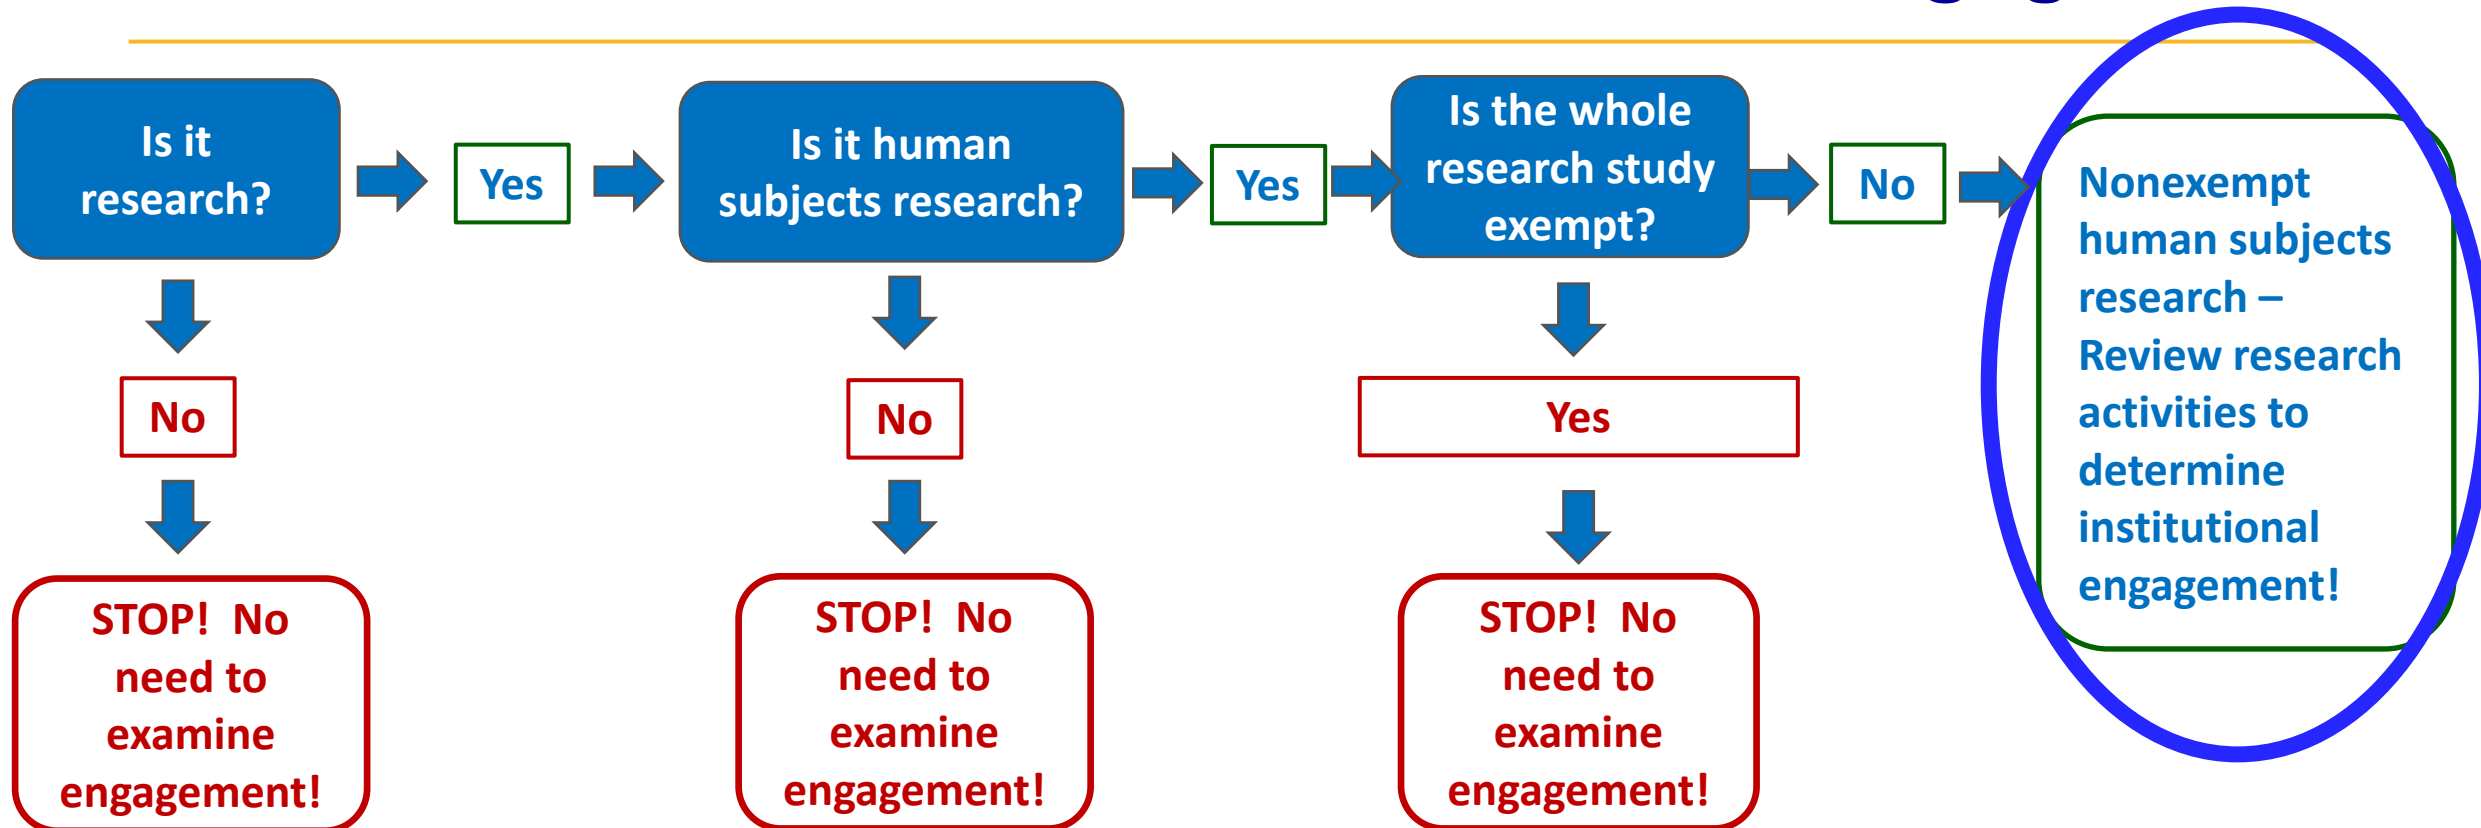 Is it
research?
Yes
Is it human
subjects research?
Yes
Is the whole
research study
exempt?
No
Nonexempt
human subjects
research –
Review research
activities to
determine
institutional
engagement!
No
No
Yes
STOP!  No
need to
examine
engagement!
STOP!  No
need to
examine
engagement!
STOP!  No
need to
examine
engagement!